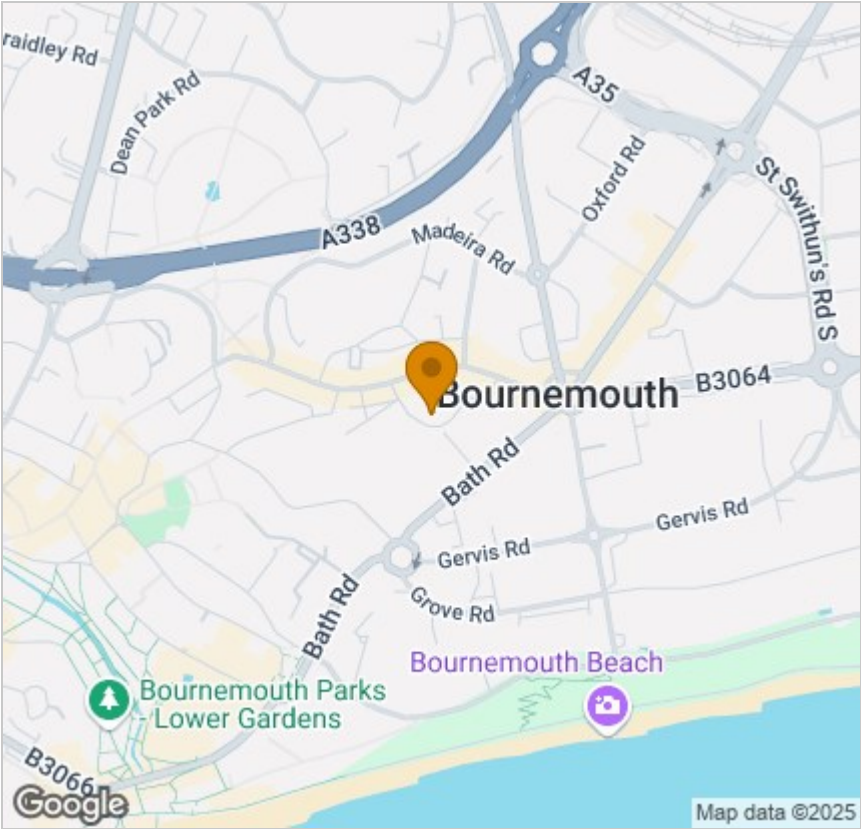 raidley Rd
Dean Park Rd
A35
Oxford Rd
St Swithun's Rd S
A338
Madeira Rd
Bournemouth
B3064
Bath Rd
Gervis Rd
Gervis Rd
Grove Rd
Bath Rd
Bournemouth Beach
Bournemouth Parks
- Lower Gardens
B3066
Google
Map data ©2025